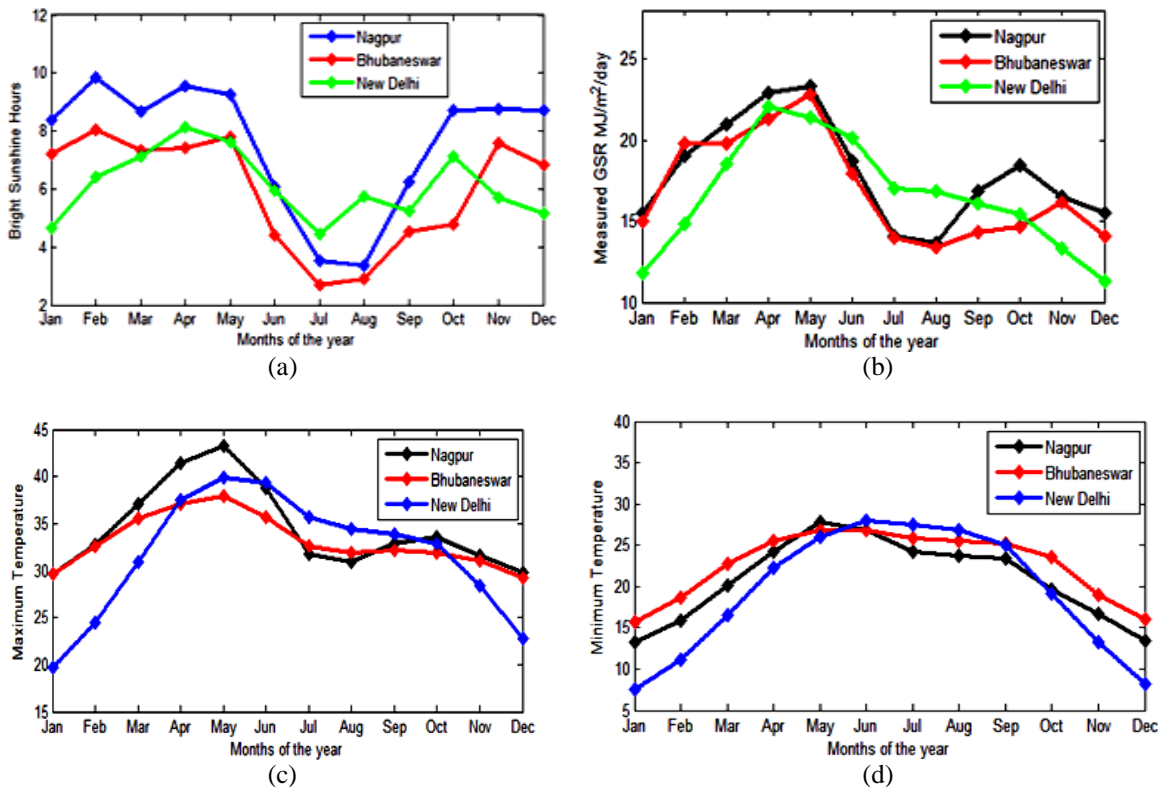 12
10
8
6
4
2
Bright Sunshine Hours
Nagpur
Bhubaneswar
New Delhi
Jan Feb Mar Apr May Jun Jul Aug Sep Oct Nov Dec
Months of the year
(a)
25
20
15
10
Measured GSR MJ/m²/day
Nagpur
Bhubaneswar
New Delhi
Jan Feb Mar Apr May Jun Jul Aug Sep Oct Nov Dec
Months of the year
(b)
45
40
35
30
25
20
15
Maximum Temperature
Nagpur
Bhubaneswar
New Delhi
Jan Feb Mar Apr May Jun Jul Aug Sep Oct Nov Dec
Months of the year
(c)
40
35
30
25
20
15
10
5
Minimum Temperature
Nagpur
Bhubaneswar
New Delhi
Jan Feb Mar Apr May Jun Jul Aug Sep Oct Nov Dec
Months of the year
(d)